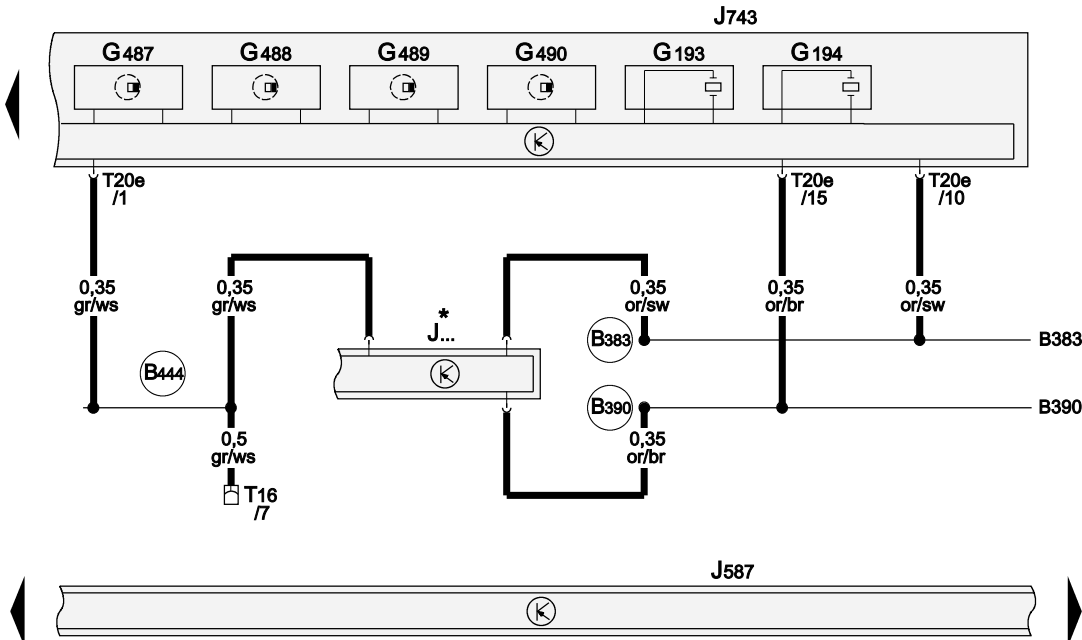 J743
G487 G488 G489 G490 G193 G194
T20e
/1
T20e
/15
T20e
/10
0,35
gr/ws
0,35
gr/ws
0,35
or/sw
0,35
or/br
0,35
or/sw
*
J...
B383
B383
B444
B390
B390
0,5
gr/ws
0,35
or/br
T16
/7
J587